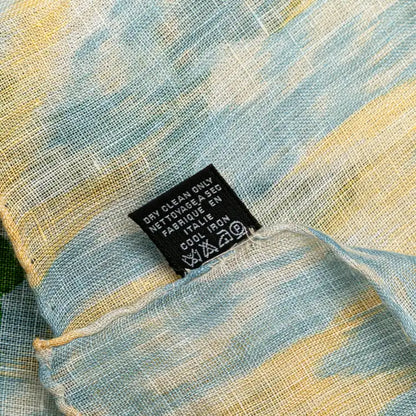 DRY CLEAN ONLY
NETTOYAGE A SEC
FABRIQUE EN
ITALIE
COOL IRON
P